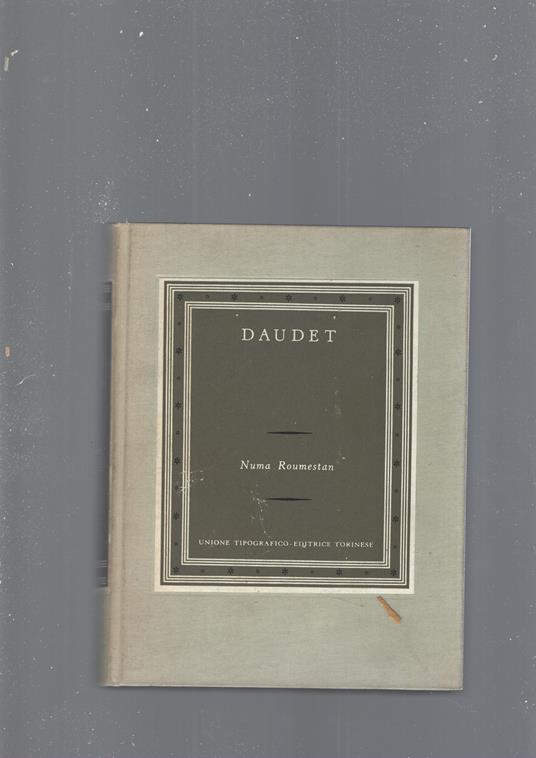 DAUDET
Numa Roumestan
UNIONE TIPOGRAFICO-EDITRICE TORINESE